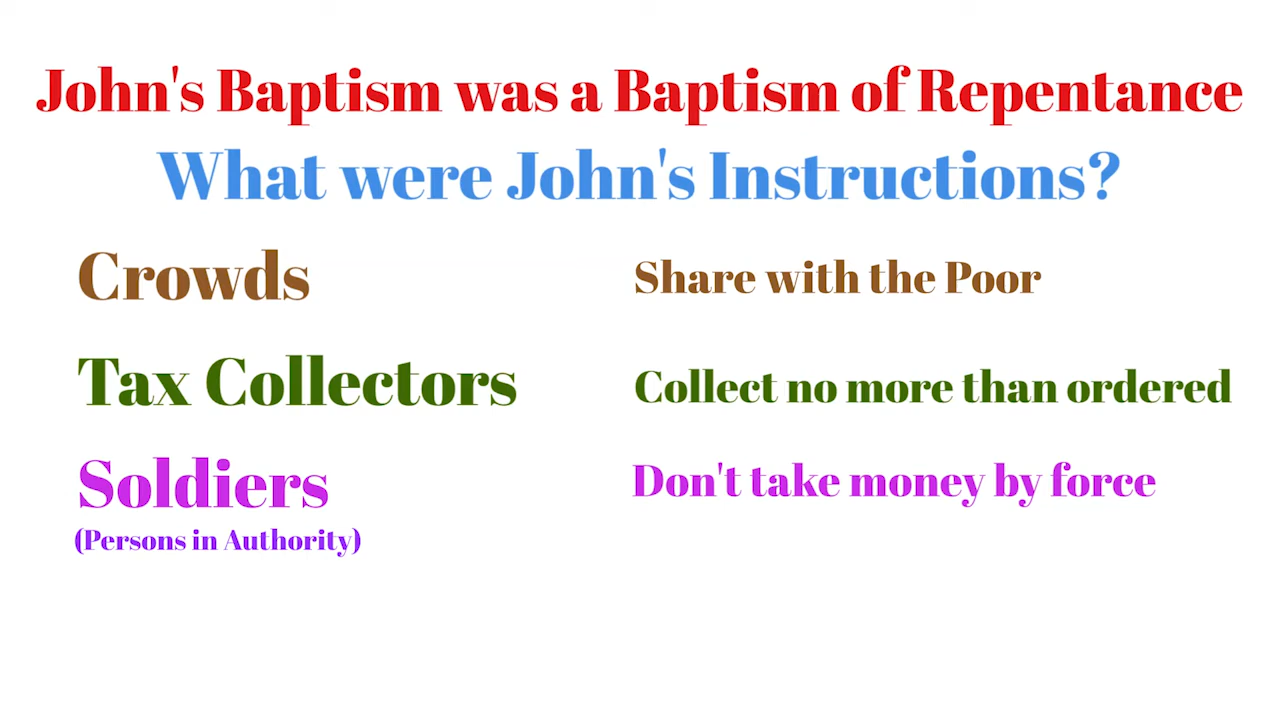 John's Baptism was a Baptism of Repentance
What were John's Instructions?
Crowds
Share with the Poor
Tax Collectors
Collect no more than ordered
Soldiers
Don't take money by force
(Persons in Authority)